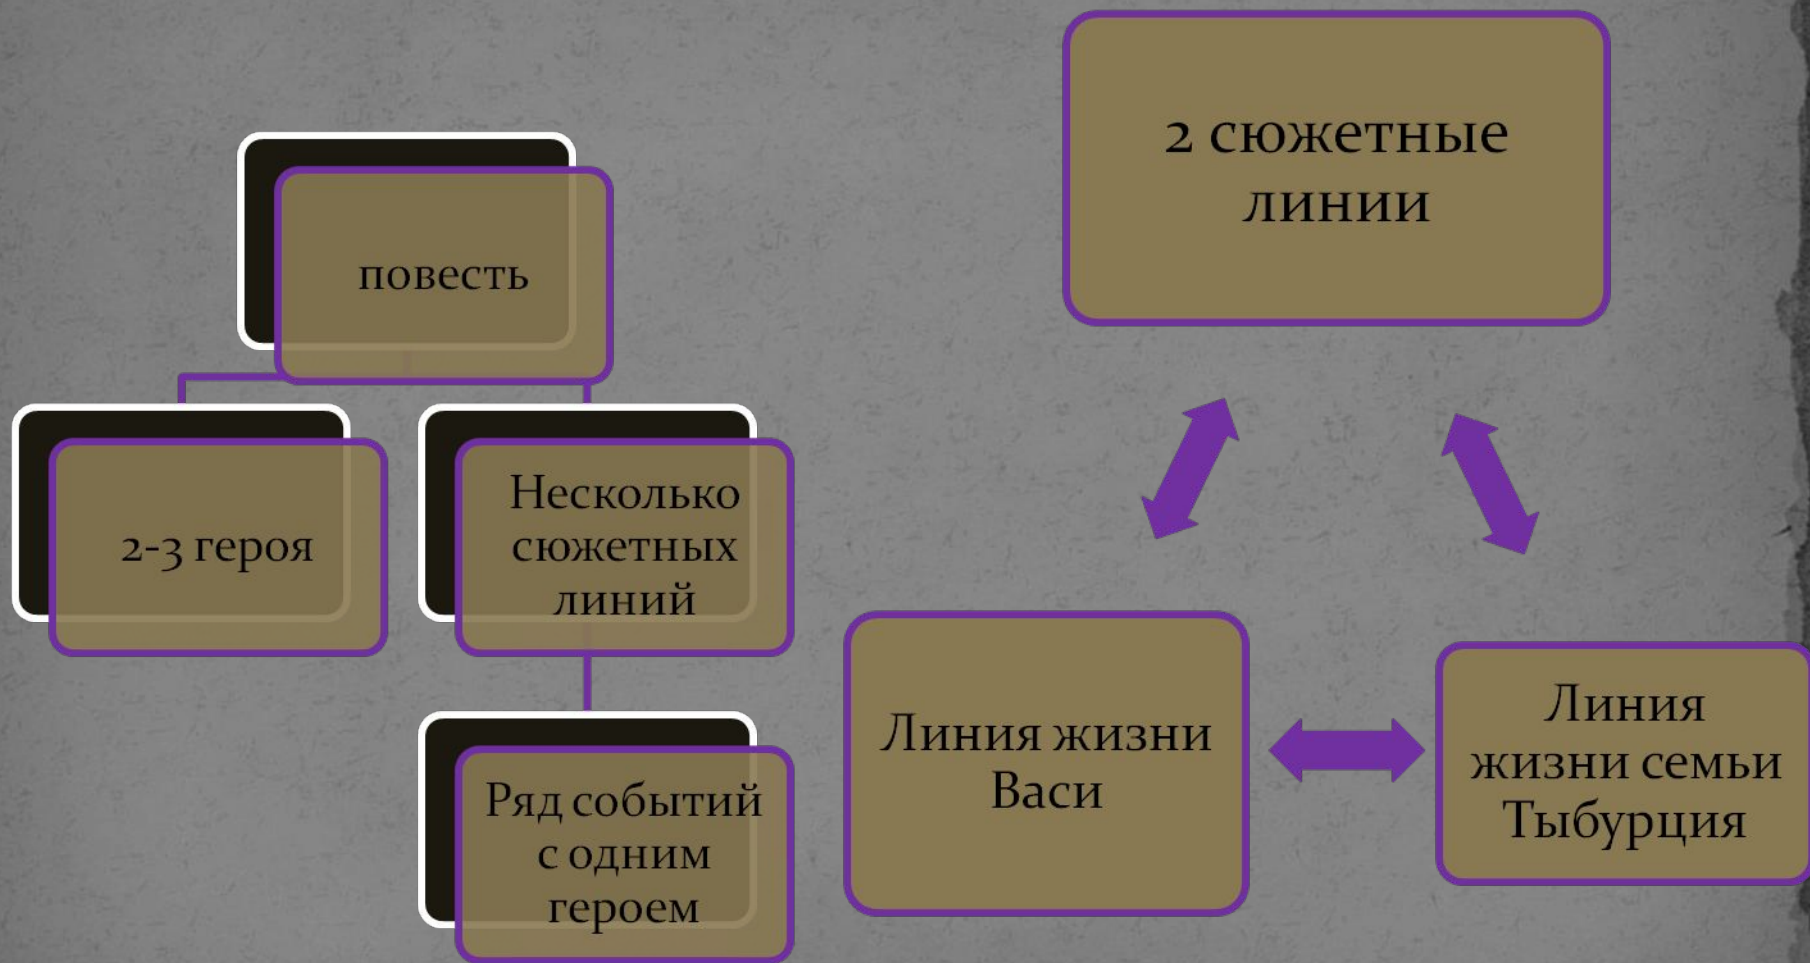 повесть
2-3 героя
Несколько
сюжетных
линий
Ряд событий
с одним
героем
2 сюжетные
линии
Линия жизни
Васи
Линия
жизни семьи
Тыбурция